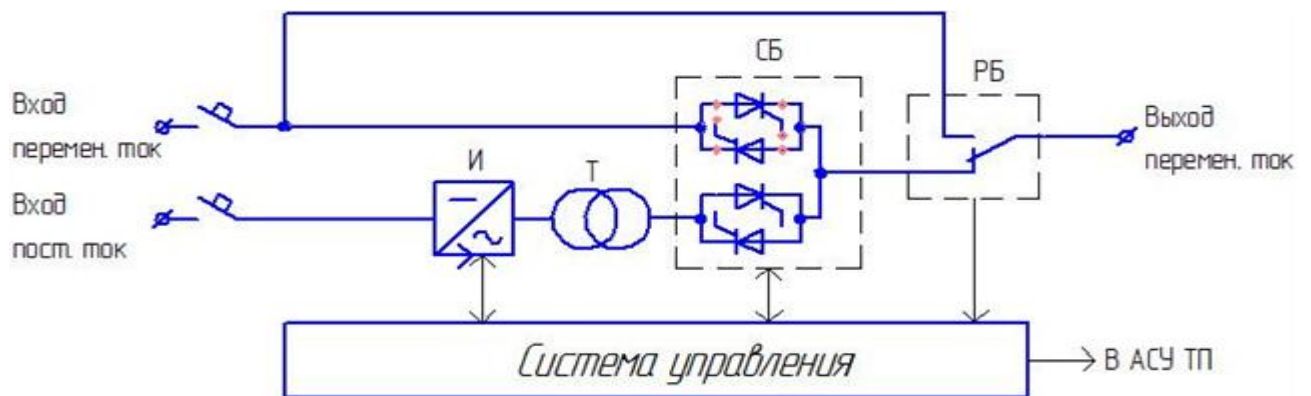 СБ
РБ
Вход
перемен. ток
Выход
перемен. ток
И
Т
Вход
пост. ток
Система управления
В АСУ ТП